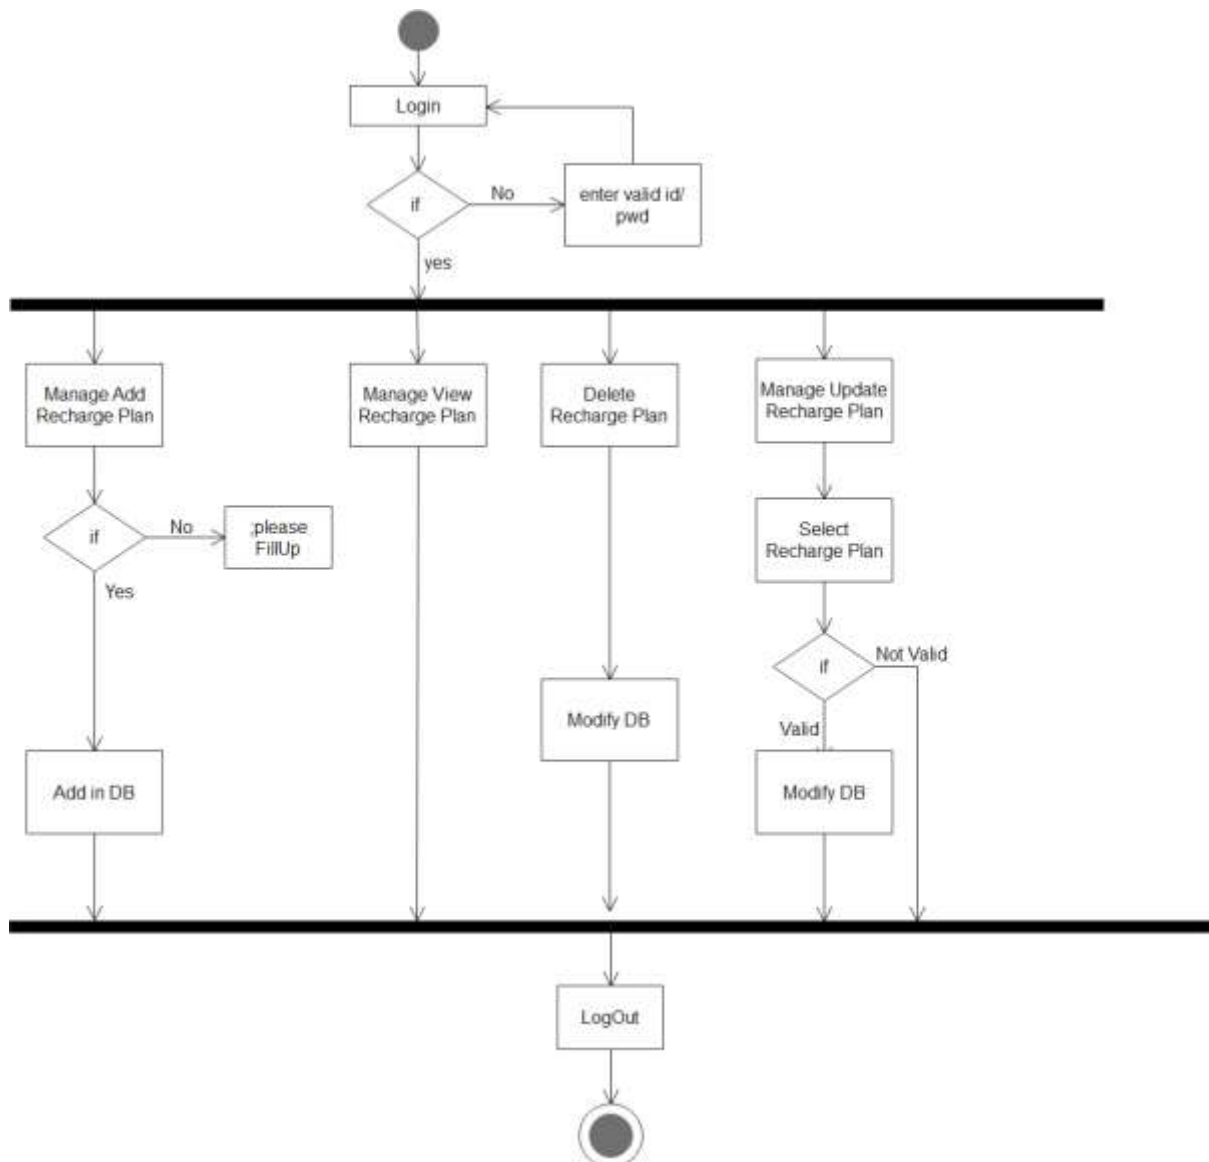 Login
if
No
enter valid id/
pwd
yes
Manage Add
Recharge Plan
Manage View
Recharge Plan
Delete
Recharge Plan
Manage Update
Recharge Plan
if
No
;please
FillUp
Yes
Select
Recharge Plan
if
Not Valid
Valid
Modify DB
Add in DB
Modify DB
LogOut